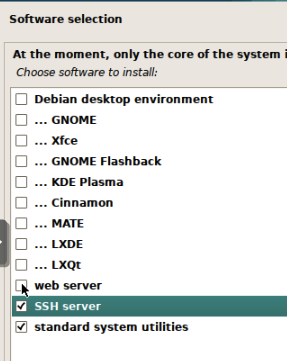 Software selection
At the moment, only the core of the system i
Choose software to install:
Debian desktop environment
... GNOME
... Xfce
... GNOME Flashback
... KDE Plasma
... Cinnamon
... MATE
... LXDE
... LXQt
web server
SSH server
standard system utilities